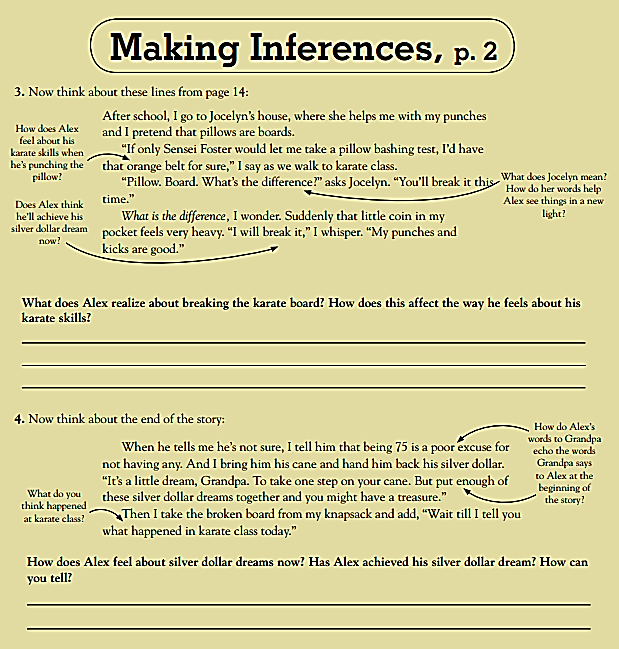 Making Inferences, p. 2
3. Now think about these lines from page 14:
After school, I go to Jocelyn's house, where she helps me with my punches
and I pretend that pillows are boards.
"If only Sensei Foster would let me take a pillow bashing test, I'd have
that orange belt for sure," I say as we walk to karate class.
"Pillow. Board. What's the difference?" asks Jocelyn. "You'll break it this
time."
What is the difference, I wonder. Suddenly that little coin in my
pocket feels very heavy. "I will break it," I whisper. "My punches and
kicks are good."
How does Alex
feel about his
karate skills when
he's punching the
pillow?
Does Alex think
he'll achieve his
silver dollar dream
now?
What does Jocelyn mean?
How do her words help
Alex see things in a new
light?
What does Alex realize about breaking the karate board? How does this affect the way he feels about his
karate skills?
4. Now think about the end of the story:
When he tells me he's not sure, I tell him that being 75 is a poor excuse for
not having any. And I bring him his cane and hand him back his silver dollar.
"It's a little dream, Grandpa. To take one step on your cane. But put enough of
these silver dollar dreams together and you might have a treasure."
Then I take the broken board from my knapsack and add, "Wait till I tell you
what happened in karate class today."
What do you
think happened
at karate class?
How do Alex's
words to Grandpa
echo the words
Grandpa says
to Alex at the
beginning of
the story?
How does Alex feel about silver dollar dreams now? Has Alex achieved his silver dollar dream? How can
you tell?